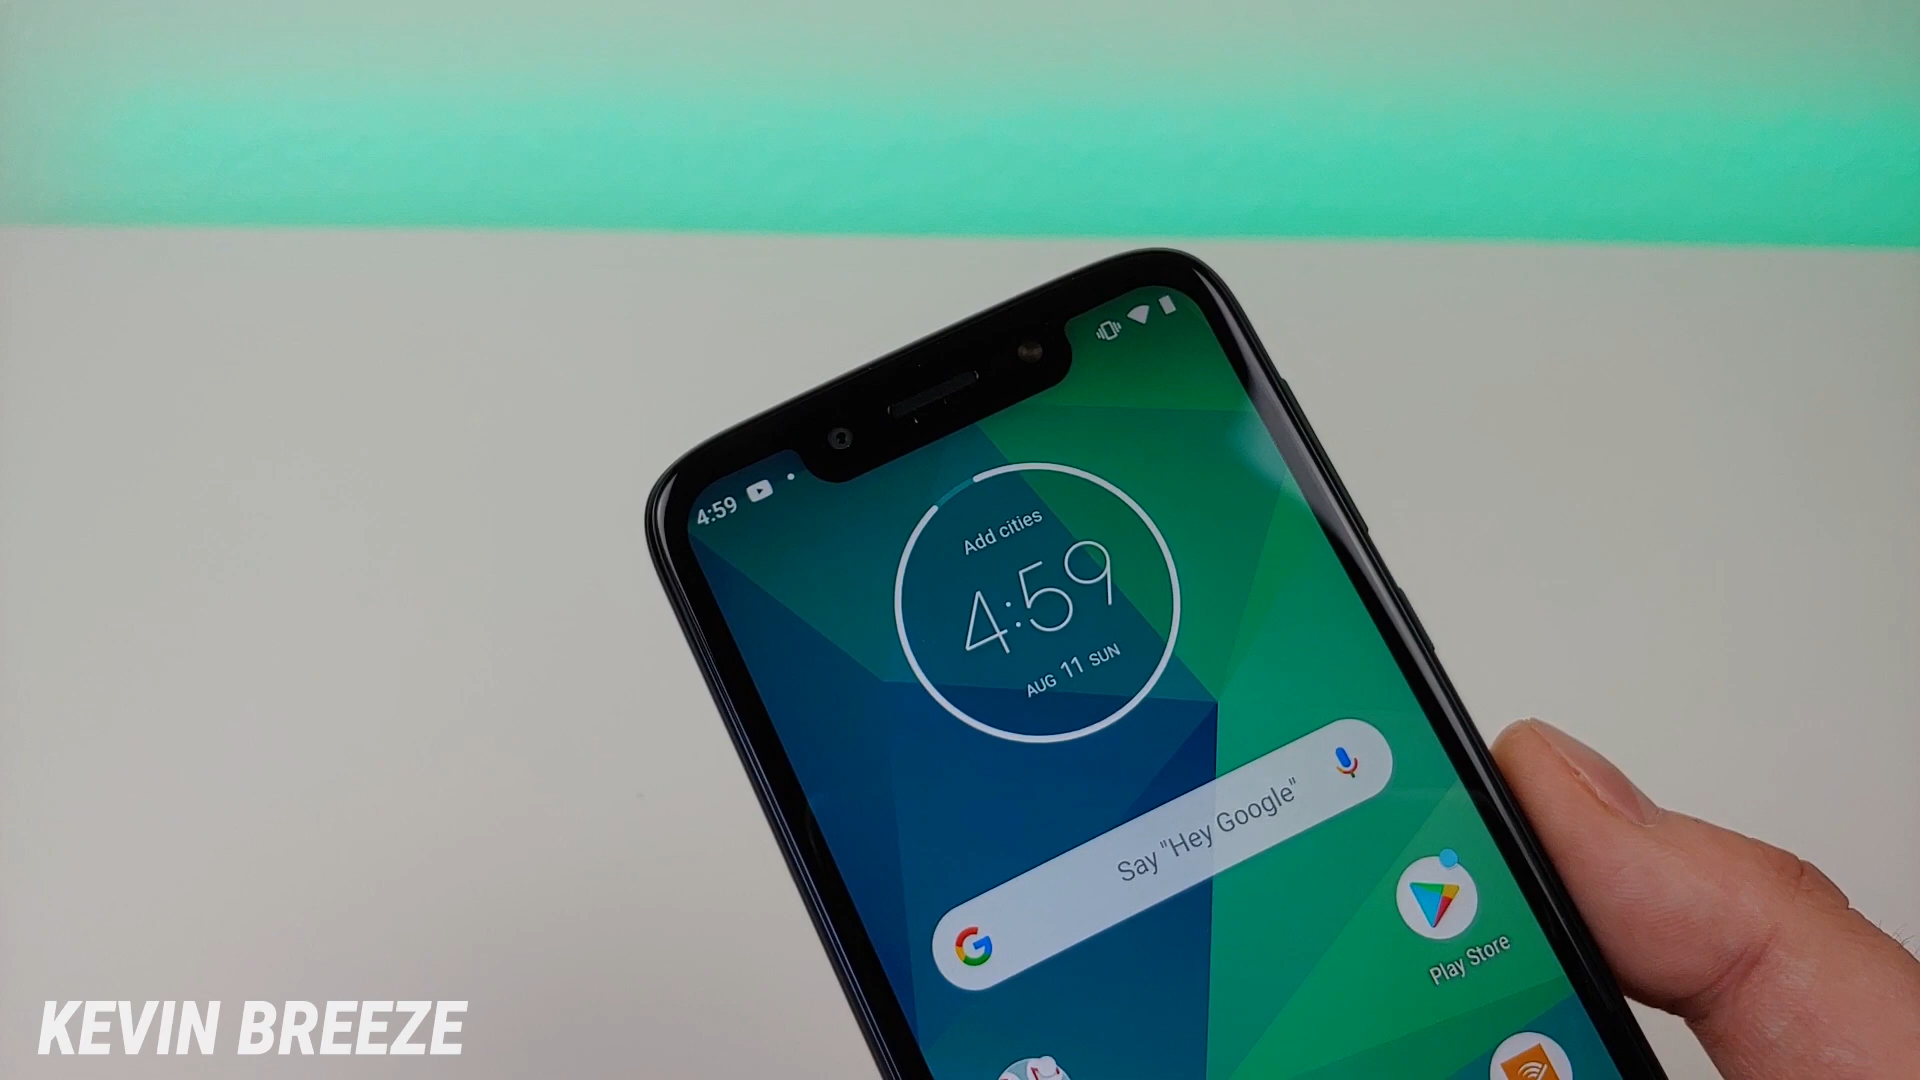 4:59
Add cities
4:59
AUG 11 SUN
Say "Hey Google"
Play Store
KEVIN BREEZE